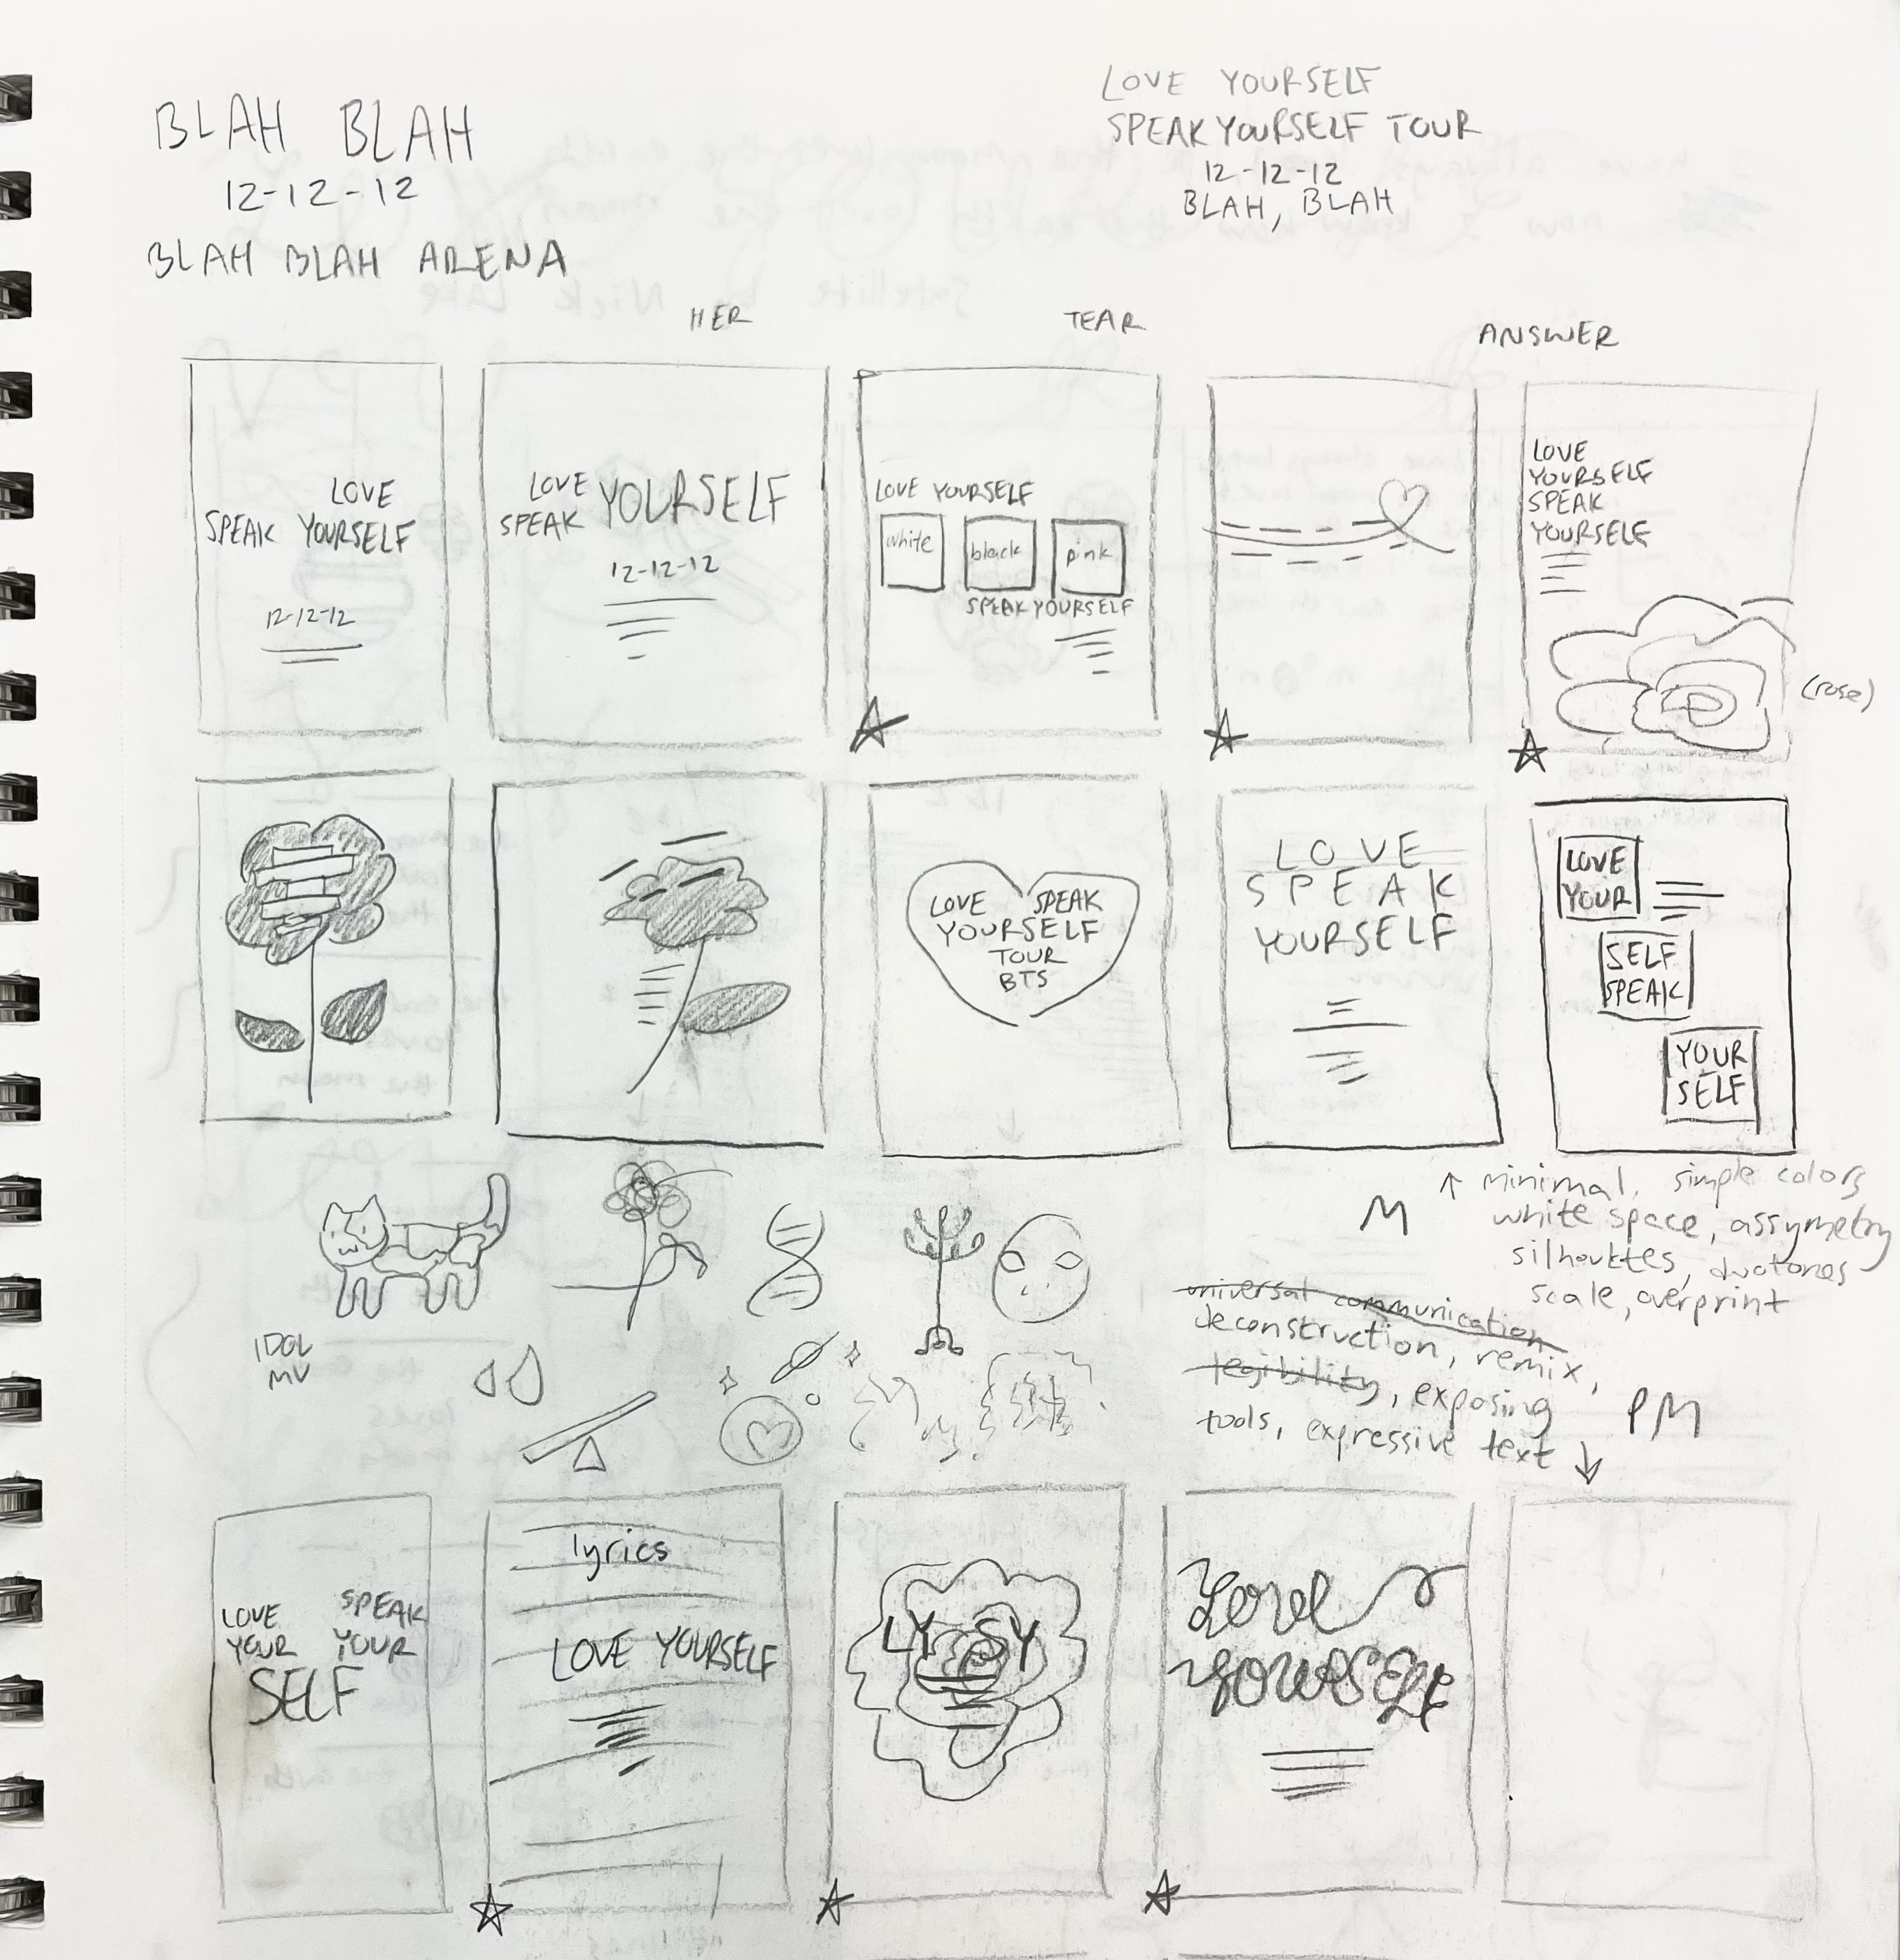 BLAH BLAH
12-12-12
BLAH BLAH ARENA
LOVE YOURSELF
SPEAK YOURSELF TOUR
12-12-12
BLAH, BLAH
HER
TEAR
ANSWER
LOVE
SPEAK YOURSELF
12-12-12
LOVE YOURSELF
SPEAK
12-12-12
LOVE YOURSELF
white black pink
SPEAK YOURSELF
LOVE
YOURSELF
SPEAK
YOURSELF
(rose)
LOVE SPEAK
YOURSELF
TOUR
BTS
LOVE
SPEAK
YOURSELF
LOVE
YOUR
SELF
SPEAK
YOUR
SELF
IDOL
MV
M
↑ minimal, simple colors
white space, assymetry
silhouktes, duotones
scale, overprint
universal communication
deconstruction, remix,
legibility, exposing
tools, expressive text ↓
PM
LOVE SPEAK
YOUR YOUR
SELF
lyrics
LOVE YOURSELF
LY SY
Love
YOURSELF